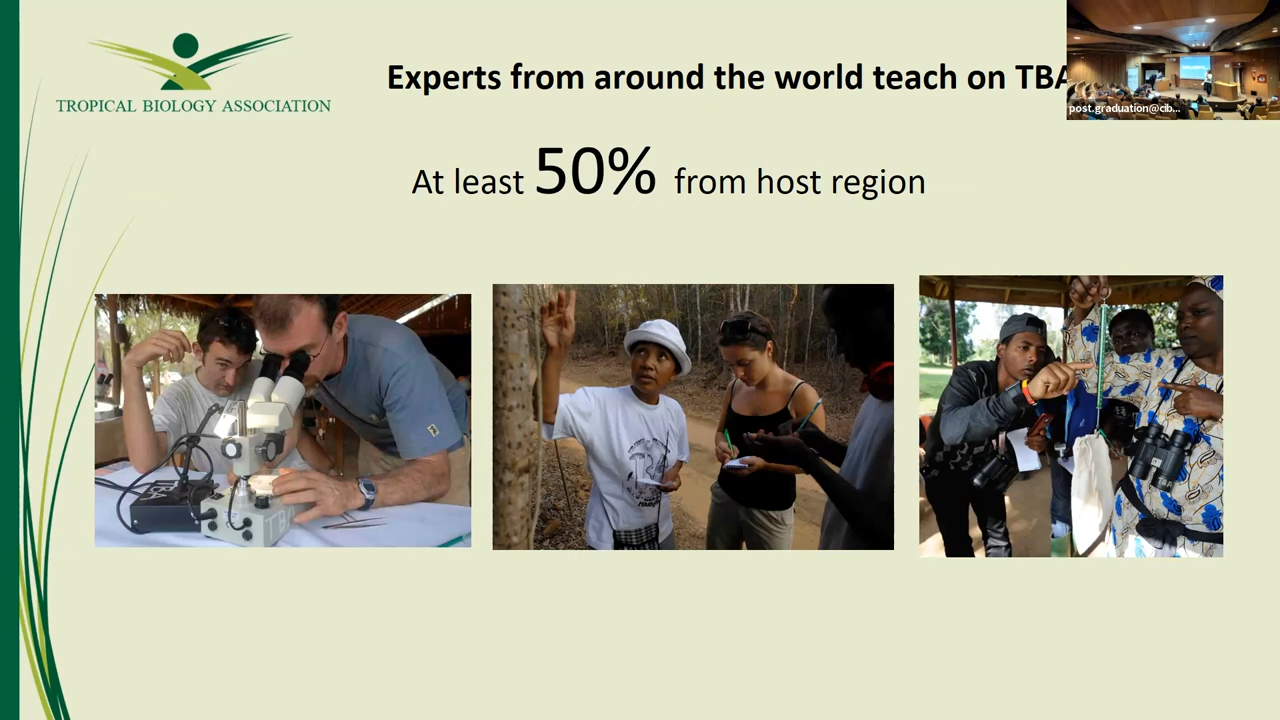 TROPICAL BIOLOGY ASSOCIATION
Experts from around the world teach on TBA
post.graduation@cib...
At least 50% from host region
TBA